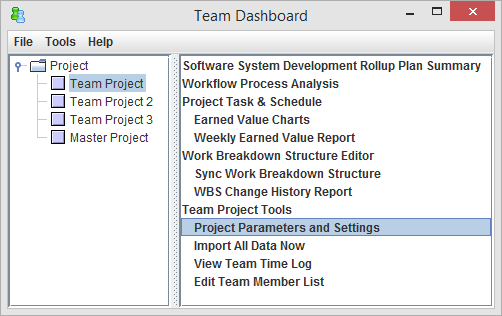 Team Dashboard
File Tools Help
Project
Team Project
Team Project 2
Team Project 3
Master Project
Software System Development Rollup Plan Summary
Workflow Process Analysis
Project Task & Schedule
Earned Value Charts
Weekly Earned Value Report
Work Breakdown Structure Editor
Sync Work Breakdown Structure
WBS Change History Report
Team Project Tools
Project Parameters and Settings
Import All Data Now
View Team Time Log
Edit Team Member List